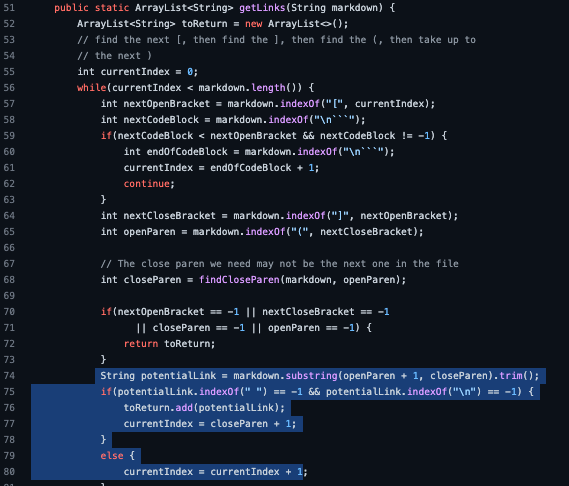 51 public static ArrayList<String> getLinks(String markdown) {
52 ArrayList<String> toReturn = new ArrayList<>();
53 // find the next [, then find the ], then find the (, then take up to
54 // the next )
55 int currentIndex = 0;
56 while(currentIndex < markdown.length()) {
57 int nextOpenBracket = markdown.indexOf("[", currentIndex);
58 int nextCodeBlock = markdown.indexOf("\n```");
59 if(nextCodeBlock < nextOpenBracket && nextCodeBlock != -1) {
60 int endOfCodeBlock = markdown.indexOf("\n```");
61 currentIndex = endOfCodeBlock + 1;
62 continue;
63 }
64 int nextCloseBracket = markdown.indexOf("]", nextOpenBracket);
65 int openParen = markdown.indexOf("(", nextCloseBracket);
66
67 // The close paren we need may not be the next one in the file
68 int closeParen = findCloseParen(markdown, openParen);
69
70 if(nextOpenBracket == -1 || nextCloseBracket == -1
71 || closeParen == -1 || openParen == -1) {
72 return toReturn;
73 }
74 String potentialLink = markdown.substring(openParen + 1, closeParen).trim();
75 if(potentialLink.indexOf(" ") == -1 && potentialLink.indexOf("\n") == -1) {
76 toReturn.add(potentialLink);
77 currentIndex = closeParen + 1;
78 }
79 else {
80 currentIndex = currentIndex + 1;